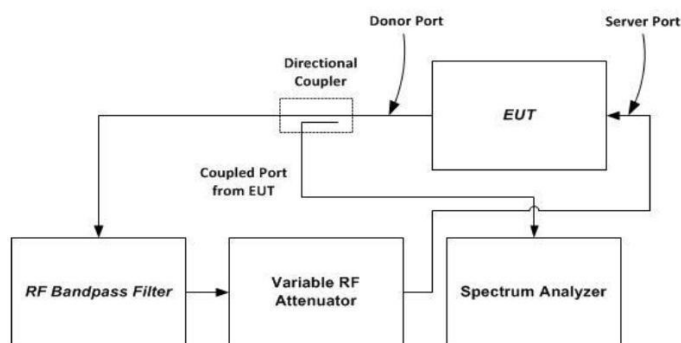 Donor Port
Server Port
Directional
Coupler
EUT
Coupled Port
from EUT
RF Bandpass Filter
Variable RF
Attenuator
Spectrum Analyzer